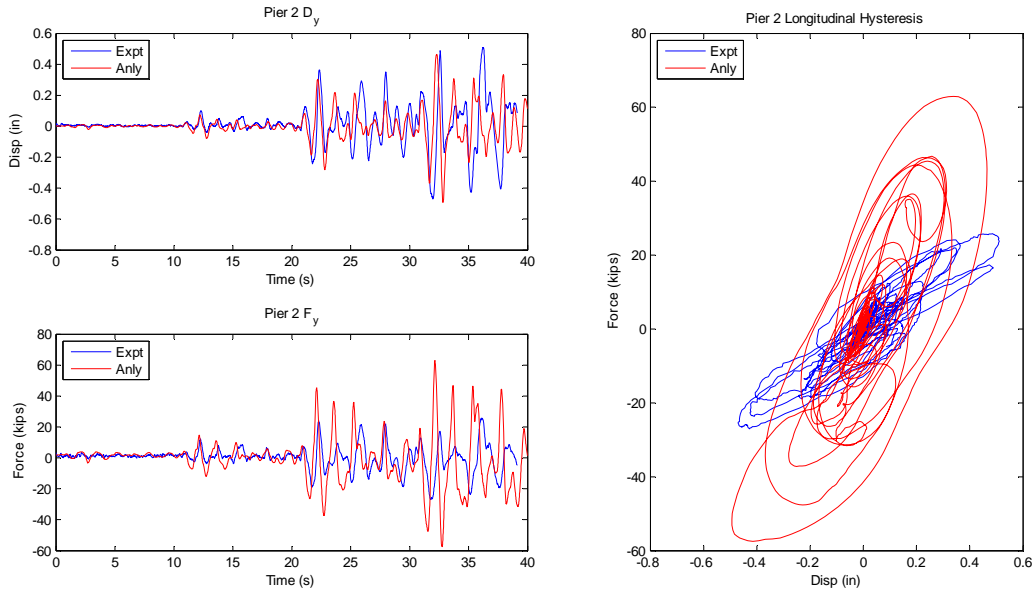 Pier 2 D_y
Expt
Anly
0.6
0.4
0.2
0
-0.2
-0.4
-0.6
-0.8
Disp (in)
0 5 10 15 20 25 30 35 40
Time (s)
Pier 2 F_y
Expt
Anly
80
60
40
20
0
-20
-40
-60
Force (kips)
0 5 10 15 20 25 30 35 40
Time (s)
Pier 2 Longitudinal Hysteresis
Expt
Anly
80
60
40
20
0
-20
-40
-60
Force (kips)
-0.8 -0.6 -0.4 -0.2 0 0.2 0.4 0.6
Disp (in)